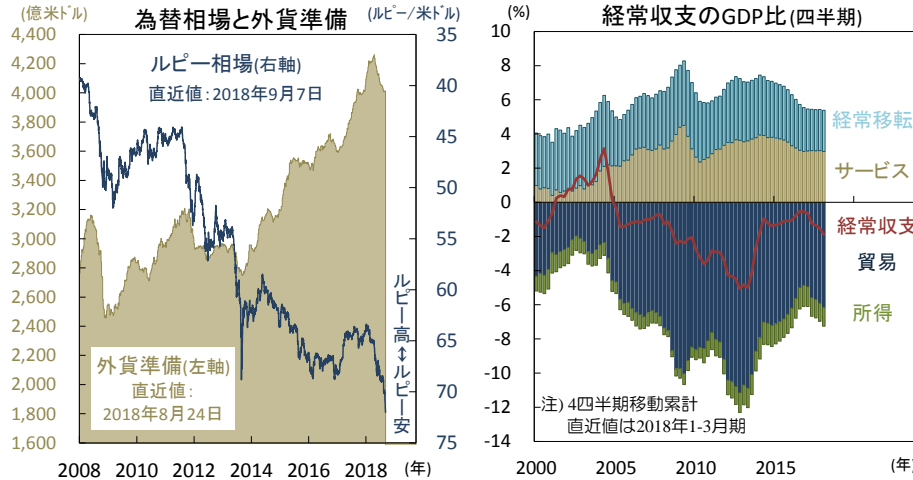 為替相場と外貨準備
(億米ドル)
(ルピー/米ドル)
4,400
4,200
4,000
3,800
3,600
3,400
3,200
3,000
2,800
2,600
2,400
2,200
2,000
1,800
1,600
35
40
45
50
55
60
65
70
75
ルピー相場(右軸)
直近値：2018年9月7日
ルピー高↔ルピー安
外貨準備(左軸)
直近値：
2018年8月24日
2008 2010 2012 2014 2016 2018 (年)
経常収支のGDP比(四半期)
(%)
10
8
6
4
2
0
-2
-4
-6
-8
-10
-12
-14
経常移転
サービス
経常収支
貿易
所得
注) 4四半期移動累計
直近値は2018年1-3月期
2000 2005 2010 2015 (年)